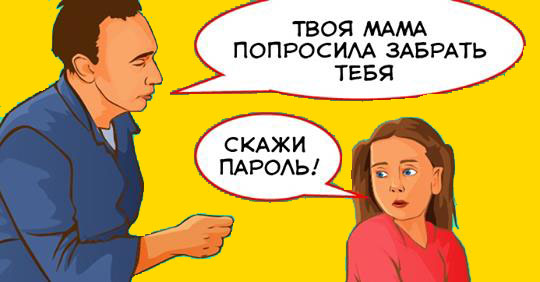 ТВОЯ МАМА
ПОПРОСИЛА ЗАБРАТЬ
ТЕБЯ
СКАЖИ
ПАРОЛЬ!